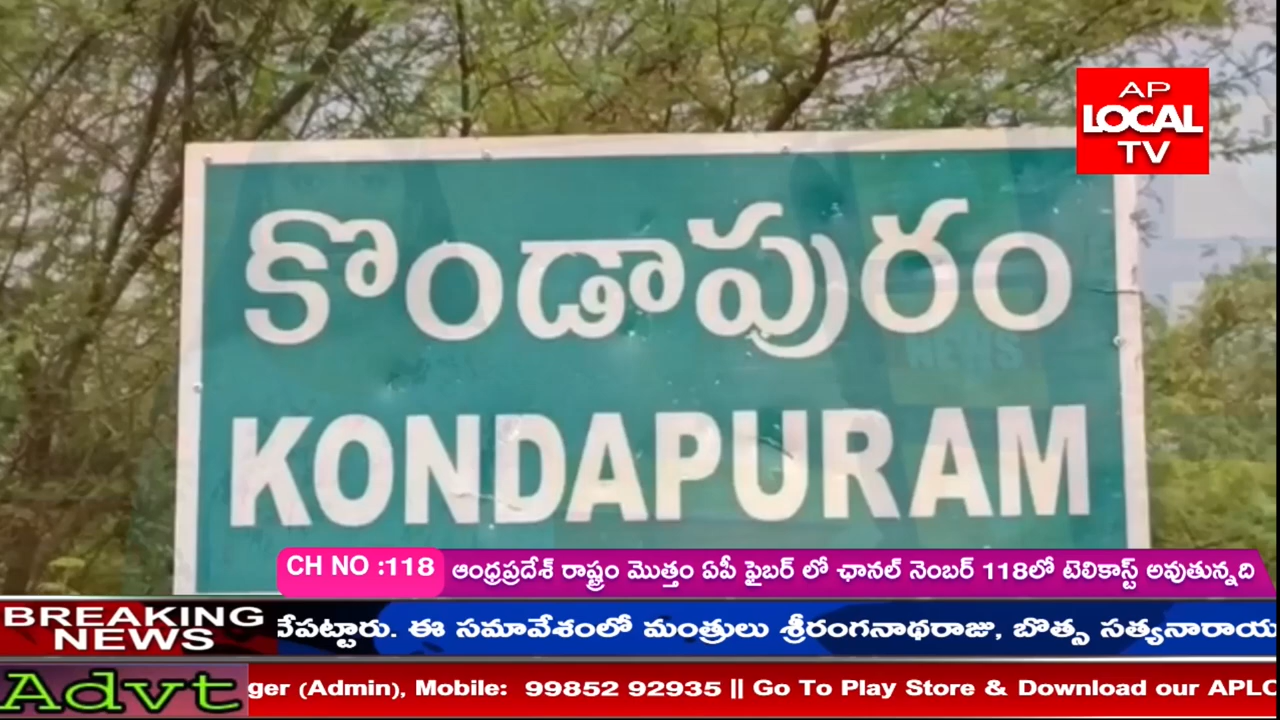 AP
LOCAL
TV
కొండాపురం
NEWS
KONDAPURAM
CH NO :118 ఆంధ్రప్రదేశ్ రాష్ట్రం మొత్తం ఏపీ ఫైబర్ లో ఛానల్ నెంబర్ 118లో టెలికాస్ట్ అవుతున్నది
BREAKING NEWS
వేపట్టారు. ఈ సమావేశంలో మంత్రులు శ్రీరంగనాథరాజు, బొత్స సత్యనారాయ
Advt ger (Admin), Mobile: 99852 92935 || Go To Play Store & Download our APLO